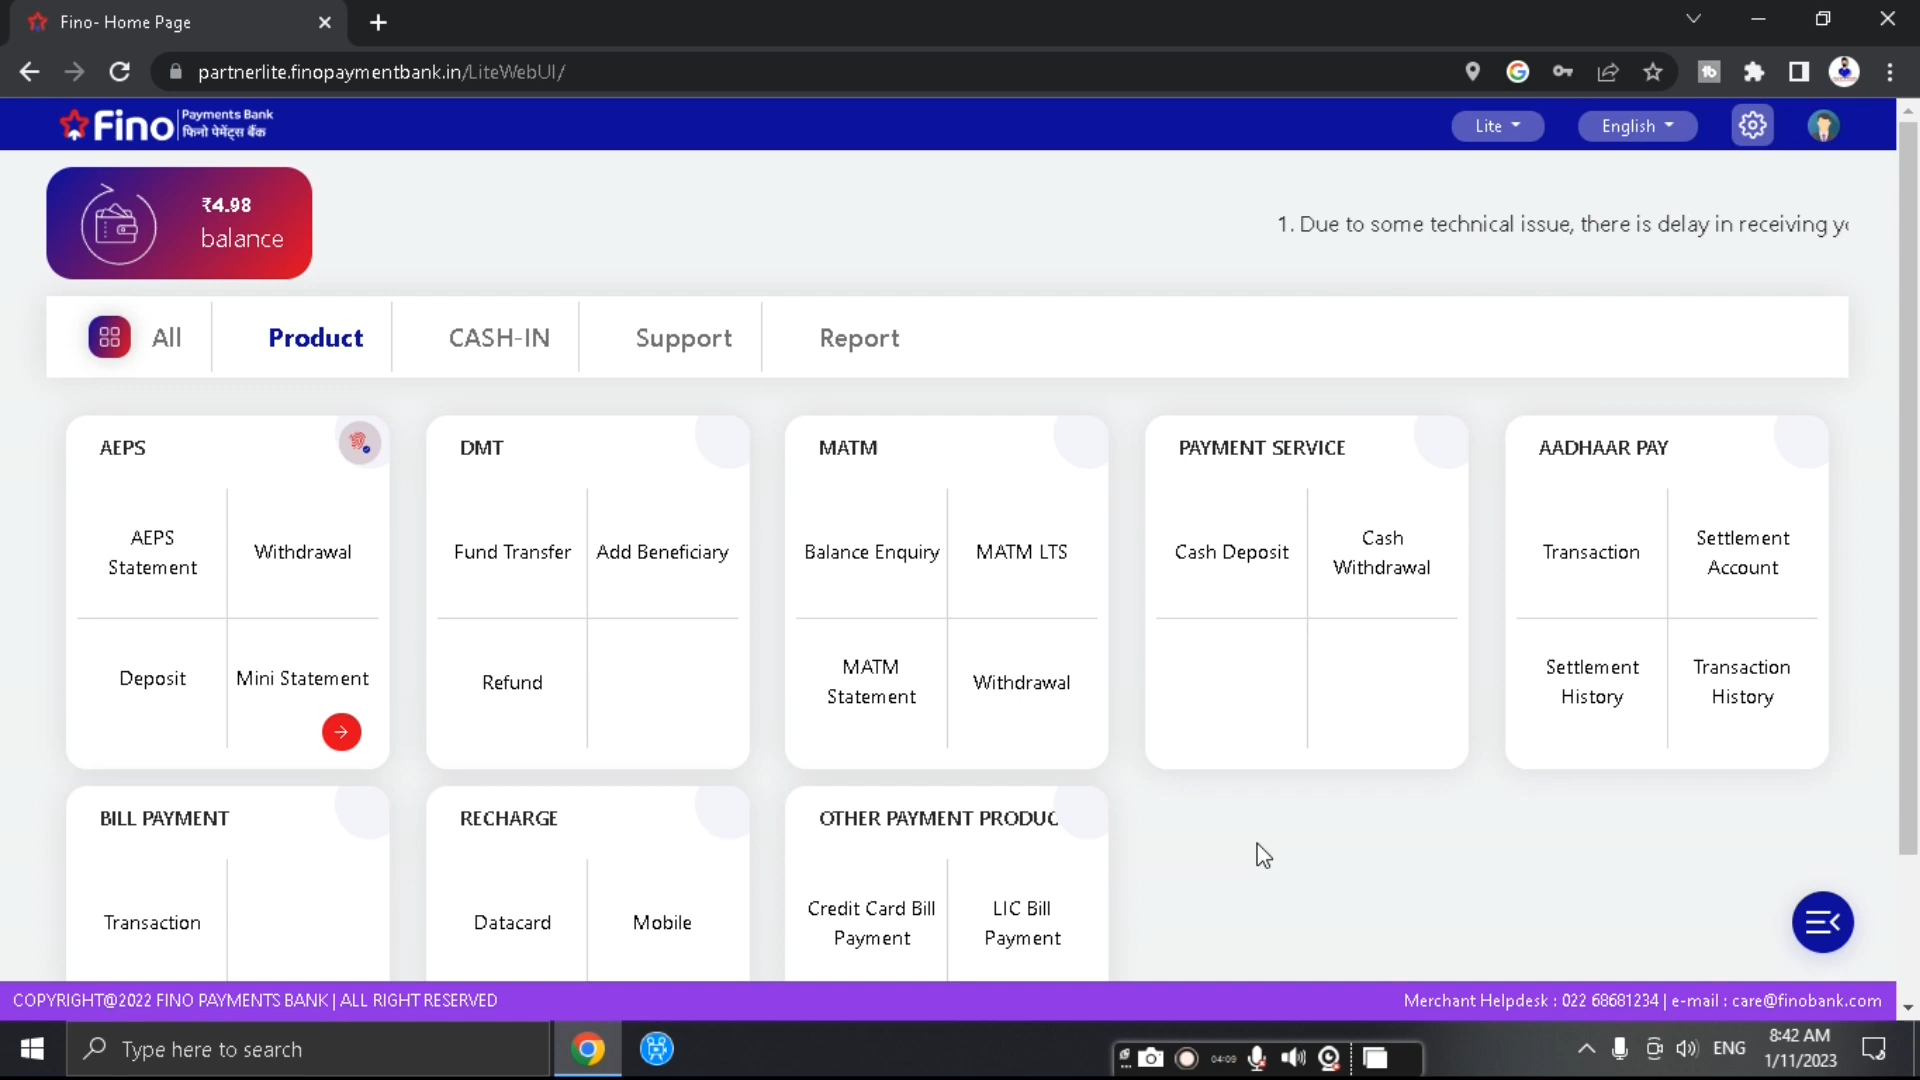 Fino- Home Page
partnerlite.finopaymentbank.in/LiteWebUI/
Fino
Payments Bank
फिनो पेमेंट्स बैंक
Lite
English
₹4.98
balance
1. Due to some technical issue, there is delay in receiving yo
All
Product
CASH-IN
Support
Report
AEPS
AEPS
Statement
Withdrawal
Deposit
Mini Statement
DMT
Fund Transfer
Add Beneficiary
Refund
MATM
Balance Enquiry
MATM LTS
MATM
Statement
Withdrawal
PAYMENT SERVICE
Cash Deposit
Cash
Withdrawal
AADHAAR PAY
Transaction
Settlement
Account
Settlement
History
Transaction
History
BILL PAYMENT
Transaction
RECHARGE
Datacard
Mobile
OTHER PAYMENT PRODUC
Credit Card Bill
Payment
LIC Bill
Payment
COPYRIGHT@2022 FINO PAYMENTS BANK | ALL RIGHT RESERVED
Merchant Helpdesk : 022 68681234 | e-mail : care@finobank.com
Type here to search
04:09
ENG
8:42 AM
1/11/2023